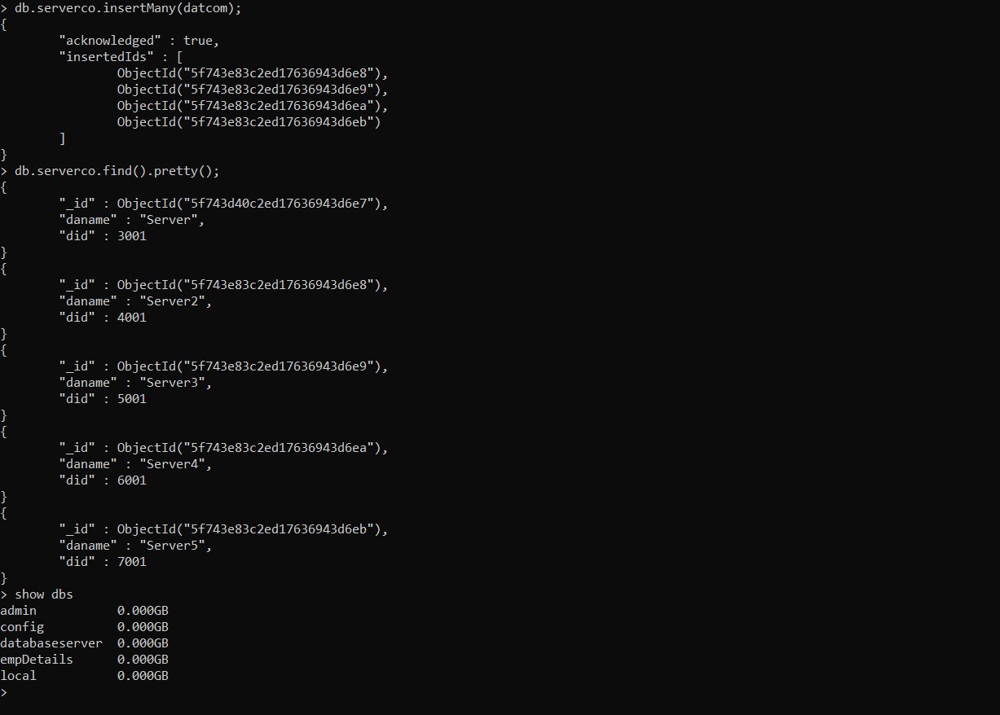 > db.serverco.insertMany(datcom);
{
        "acknowledged" : true,
        "insertedIds" : [
                ObjectId("5f743e83c2ed17636943d6e8"),
                ObjectId("5f743e83c2ed17636943d6e9"),
                ObjectId("5f743e83c2ed17636943d6ea"),
                ObjectId("5f743e83c2ed17636943d6eb")
        ]
}
> db.serverco.find().pretty();
{
        "_id" : ObjectId("5f743d40c2ed17636943d6e7"),
        "daname" : "Server",
        "did" : 3001
}
{
        "_id" : ObjectId("5f743e83c2ed17636943d6e8"),
        "daname" : "Server2",
        "did" : 4001
}
{
        "_id" : ObjectId("5f743e83c2ed17636943d6e9"),
        "daname" : "Server3",
        "did" : 5001
}
{
        "_id" : ObjectId("5f743e83c2ed17636943d6ea"),
        "daname" : "Server4",
        "did" : 6001
}
{
        "_id" : ObjectId("5f743e83c2ed17636943d6eb"),
        "daname" : "Server5",
        "did" : 7001
}
> show dbs
admin           0.000GB
config          0.000GB
databaseserver  0.000GB
empDetails      0.000GB
local           0.000GB
>